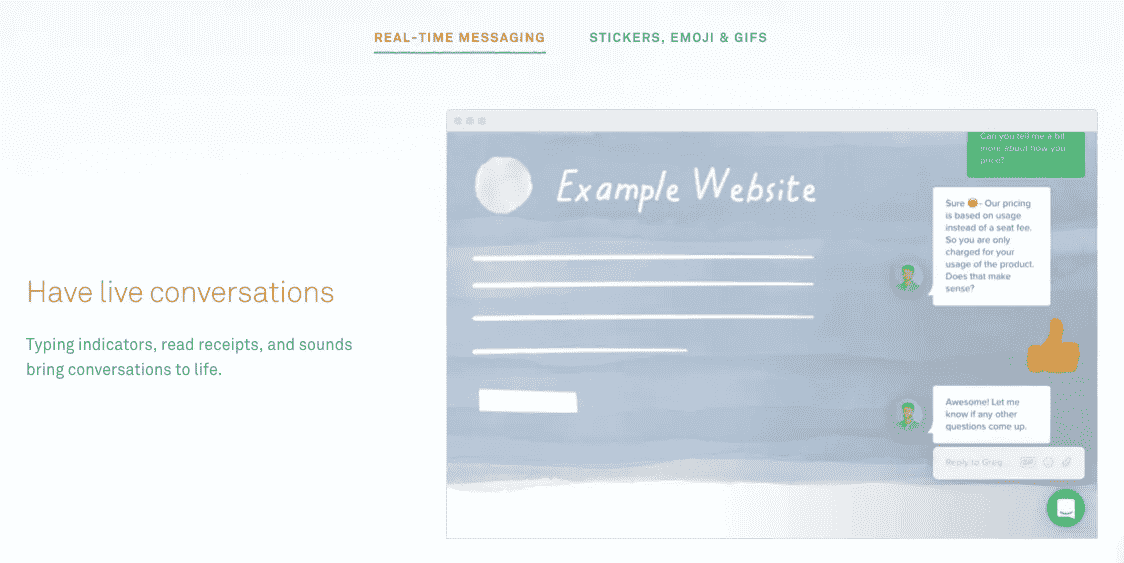 REAL-TIME MESSAGING
STICKERS, EMOJI & GIFS
Have live conversations
Typing indicators, read receipts, and sounds
bring conversations to life.
Example Website
Can you tell me a bit
more about how you
price?
Sure - Our pricing
is based on usage
instead of a seat fee.
So you are only
charged for your
usage of the product.
Does that make
sense?
Awesome! Let me
know if any other
questions come up.
Reply to Greg
GIF